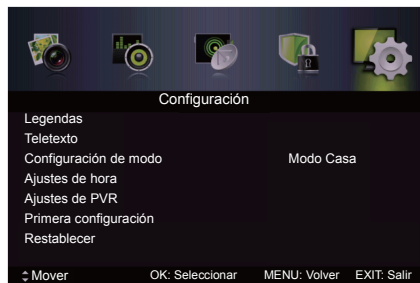 Configuración
Legendas
Teletexto
Configuración de modo Modo Casa
Ajustes de hora
Ajustes de PVR
Primera configuración
Restablecer
Mover OK: Seleccionar MENU: Volver EXIT: Salir